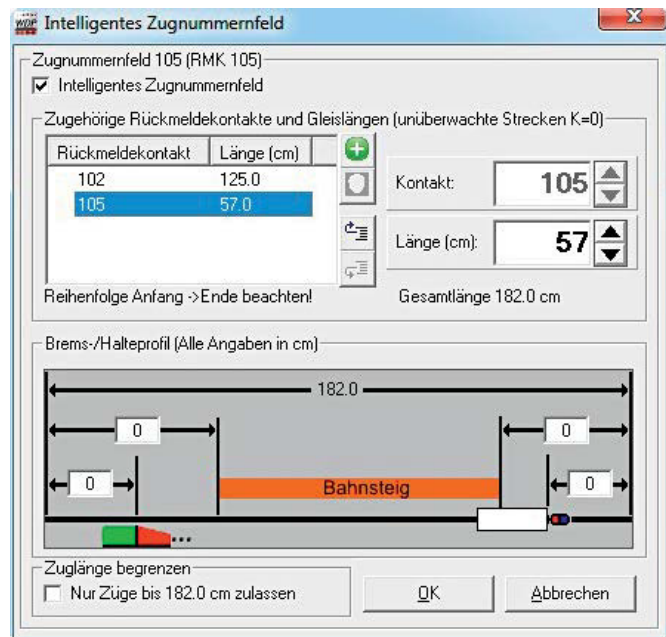 WDP Intelligentes Zugnummernfeld
Zugnummernfeld 105 (RMK 105)
Intelligentes Zugnummernfeld
Zugehörige Rückmeldekontakte und Gleislängen (unüberwachte Strecken K=0)
Rückmeldekontakt Länge (cm)
102 125.0
105 57.0
Kontakt: 105
Länge (cm): 57
Reihenfolge Anfang ->Ende beachten!
Gesamtlänge 182.0 cm
Brems-/Halteprofil (Alle Angaben in cm)
182.0
0 0
0 0
Bahnsteig
...
Zuglänge begrenzen
Nur Züge bis 182.0 cm zulassen
OK Abbrechen